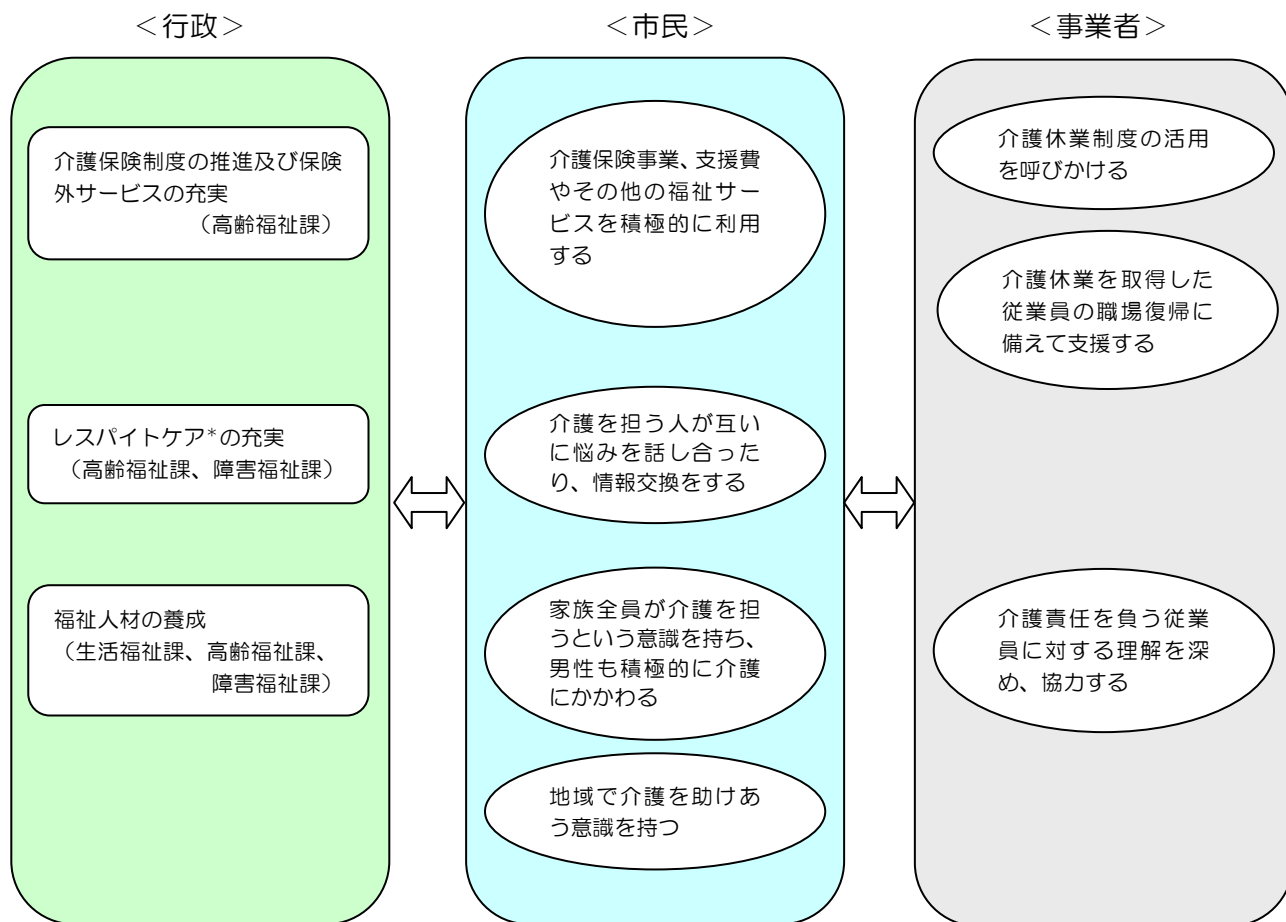 ＜行政＞
介護保険制度の推進及び保険
外サービスの充実
（高齢福祉課）
レスパイトケア*の充実
（高齢福祉課、障害福祉課）
福祉人材の養成
（生活福祉課、高齢福祉課、
障害福祉課）
＜市民＞
介護保険事業、支援費
やその他の福祉サー
ビスを積極的に利用
する
介護を担う人が互い
に悩みを話し合った
り、情報交換をする
家族全員が介護を担
うという意識を持ち、
男性も積極的に介護
にかかわる
地域で介護を助けあ
う意識を持つ
＜事業者＞
介護休業制度の活用
を呼びかける
介護休業を取得した
従業員の職場復帰に
備えて支援する
介護責任を負う従業
員に対する理解を深
め、協力する